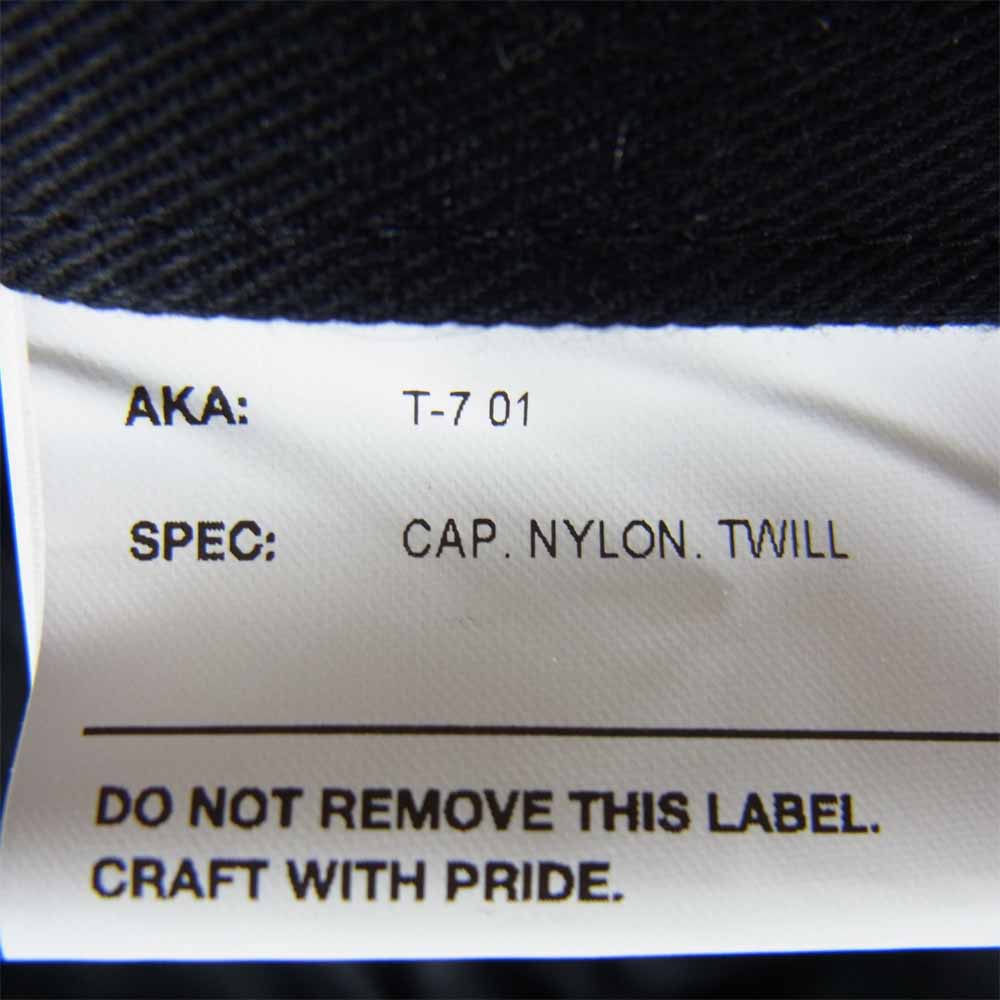 AKA: T-7 01
SPEC: CAP. NYLON. TWILL
DO NOT REMOVE THIS LABEL.
CRAFT WITH PRIDE.